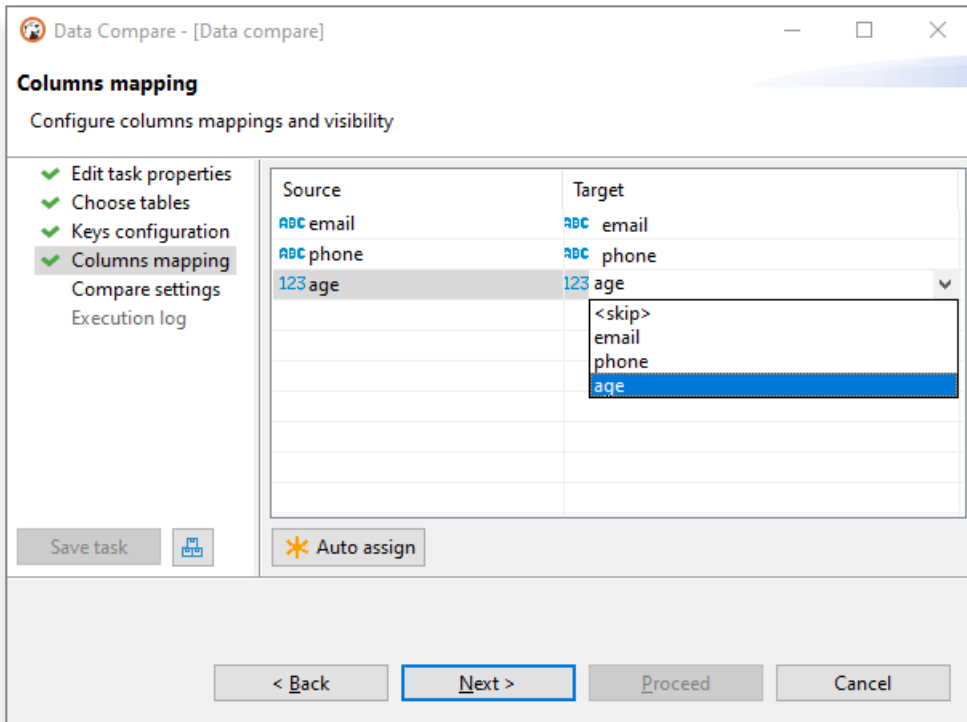 Data Compare - [Data compare]
Columns mapping
Configure columns mappings and visibility
Edit task properties
Choose tables
Keys configuration
Columns mapping
Compare settings
Execution log
Source Target
ABC email ABC email
ABC phone ABC phone
123 age 123 age
<skip>
email
phone
age
Save task
Auto assign
< Back Next > Proceed Cancel